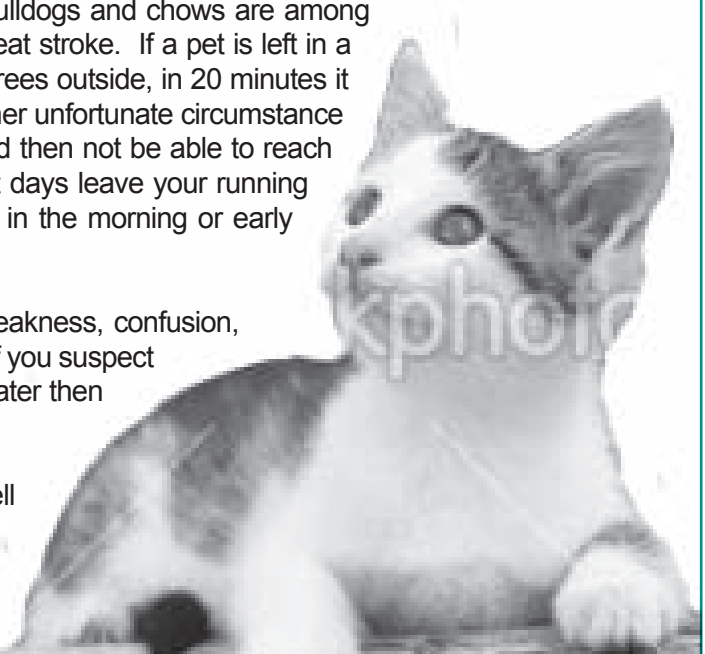 ulldogs and chows are among
eat stroke. If a pet is left in a
rees outside, in 20 minutes it
ner unfortunate circumstance
d then not be able to reach
t days leave your running
in the morning or early
eakness, confusion,
f you suspect
ater then
ell
kphoto